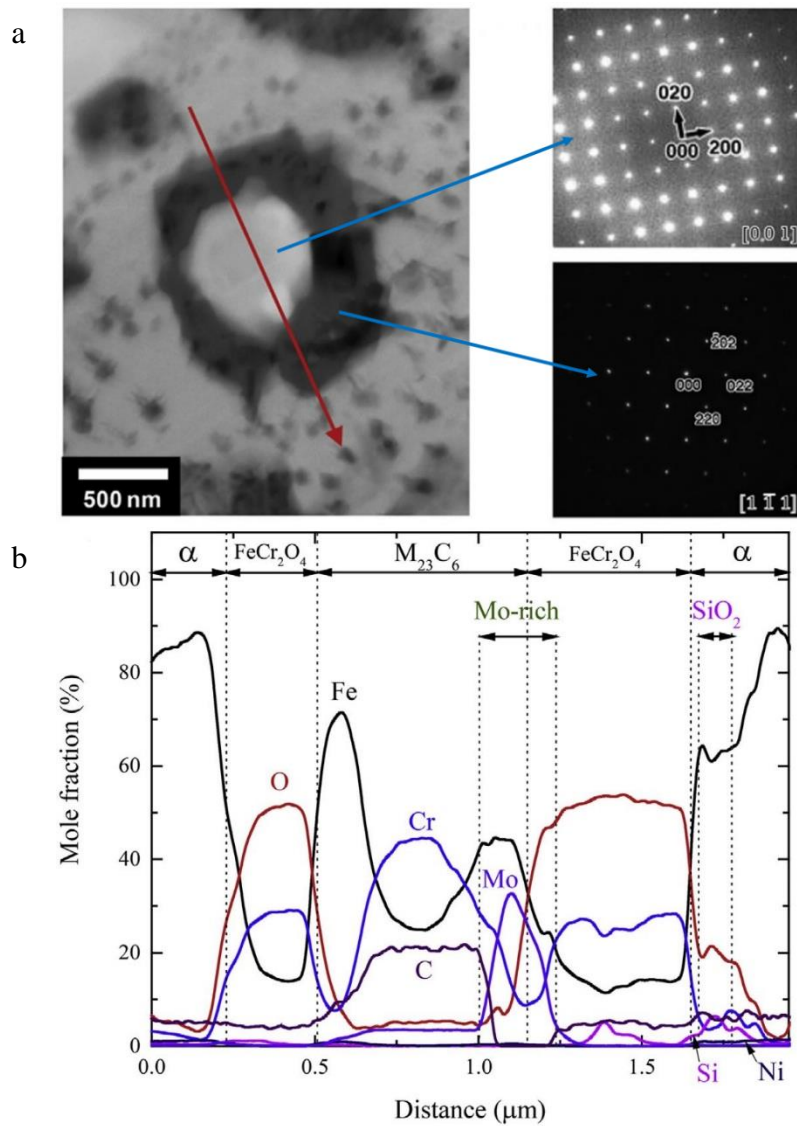 a
020
000
200
[0 0 1]
2̄02
000
022
220
[1 1̄ 1]
500 nm
b
α
FeCr₂O₄
M₂₃C₆
FeCr₂O₄
α
100
Mo-rich
SiO₂
80
Fe
60
O
Cr
40
Mo
20
C
0
Si
Ni
0.0
0.5
1.0
1.5
Mole fraction (%)
Distance (μm)